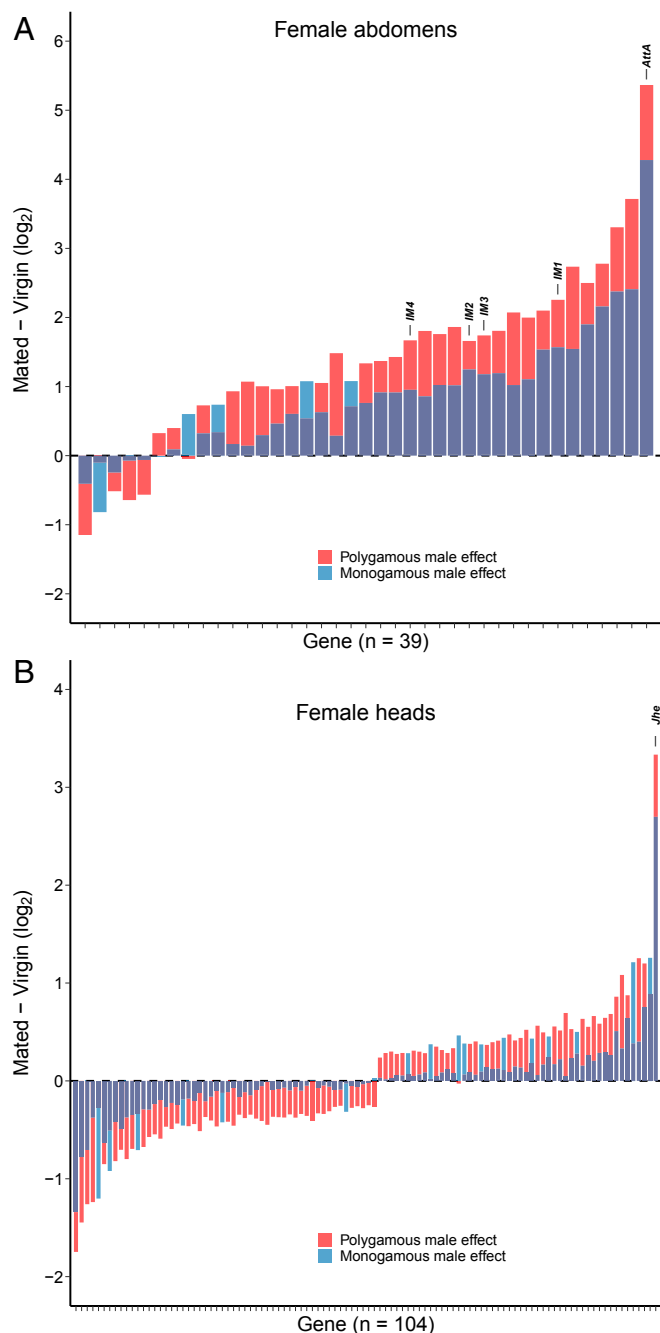 A
Female abdomens
6
5
4
3
2
1
0
−1
−2
Mated − Virgin (log2)
AttA
IM1
IM4
IM2
IM3
Polygamous male effect
Monogamous male effect
Gene (n = 39)
B
Female heads
4
3
2
1
0
−1
−2
Mated − Virgin (log2)
Jhe
Polygamous male effect
Monogamous male effect
Gene (n = 104)